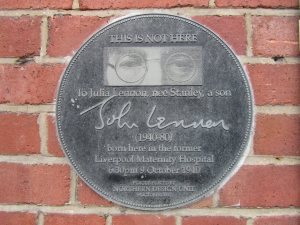 THIS IS NOT HERE
To Julia Lennon, née Stanley, a son
John Lennon
(1940-80)
born here in the former
Liverpool Maternity Hospital
6:30pm 9 October 1940
NORTHERN DESIGN UNIT